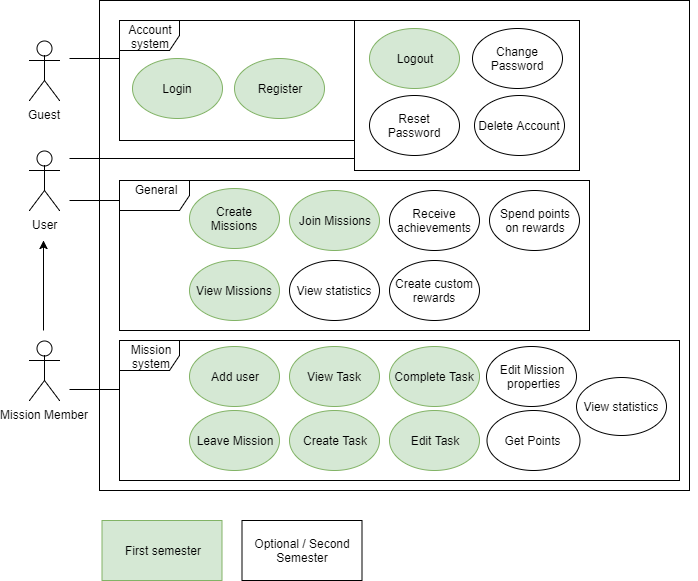 Account
system
Login
Register
Logout
Change
Password
Reset
Password
Delete Account
Guest
User
General
Create
Missions
Join Missions
Receive
achievements
Spend points
on rewards
View Missions
View statistics
Create custom
rewards
Mission Member
Mission
system
Add user
View Task
Complete Task
Edit Mission
properties
View statistics
Leave Mission
Create Task
Edit Task
Get Points
First semester
Optional / Second
Semester